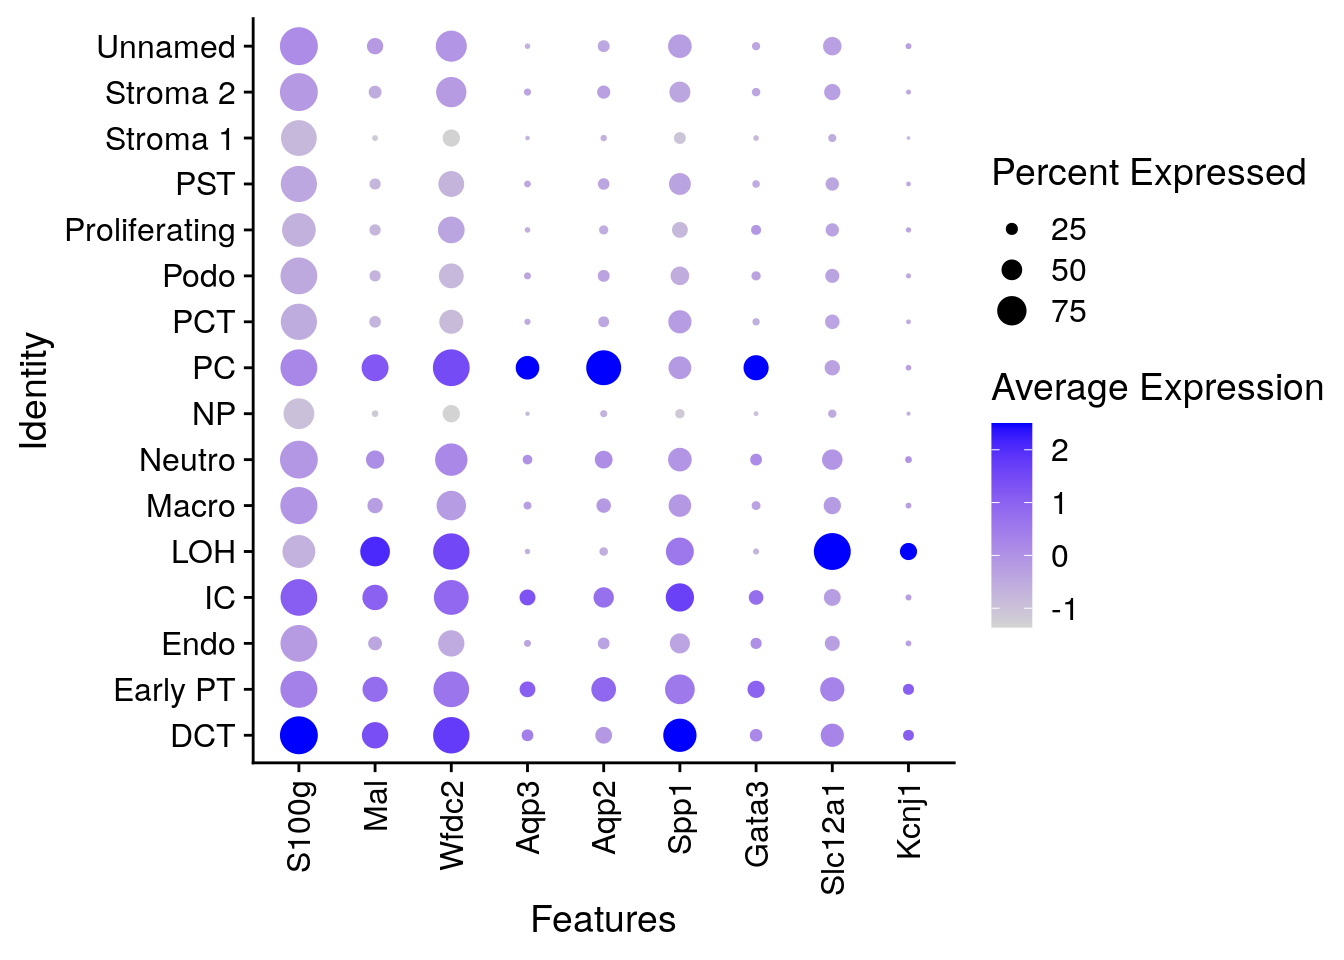 Unnamed
Stroma 2
Stroma 1
PST
Proliferating
Podo
PCT
PC
NP
Neutro
Macro
LOH
IC
Endo
Early PT
DCT
Identity
S100g
Mal
Wfdc2
Aqp3
Aqp2
Spp1
Gata3
Slc12a1
Kcnj1
Features
Percent Expressed
25
50
75
Average Expression
2
1
0
-1